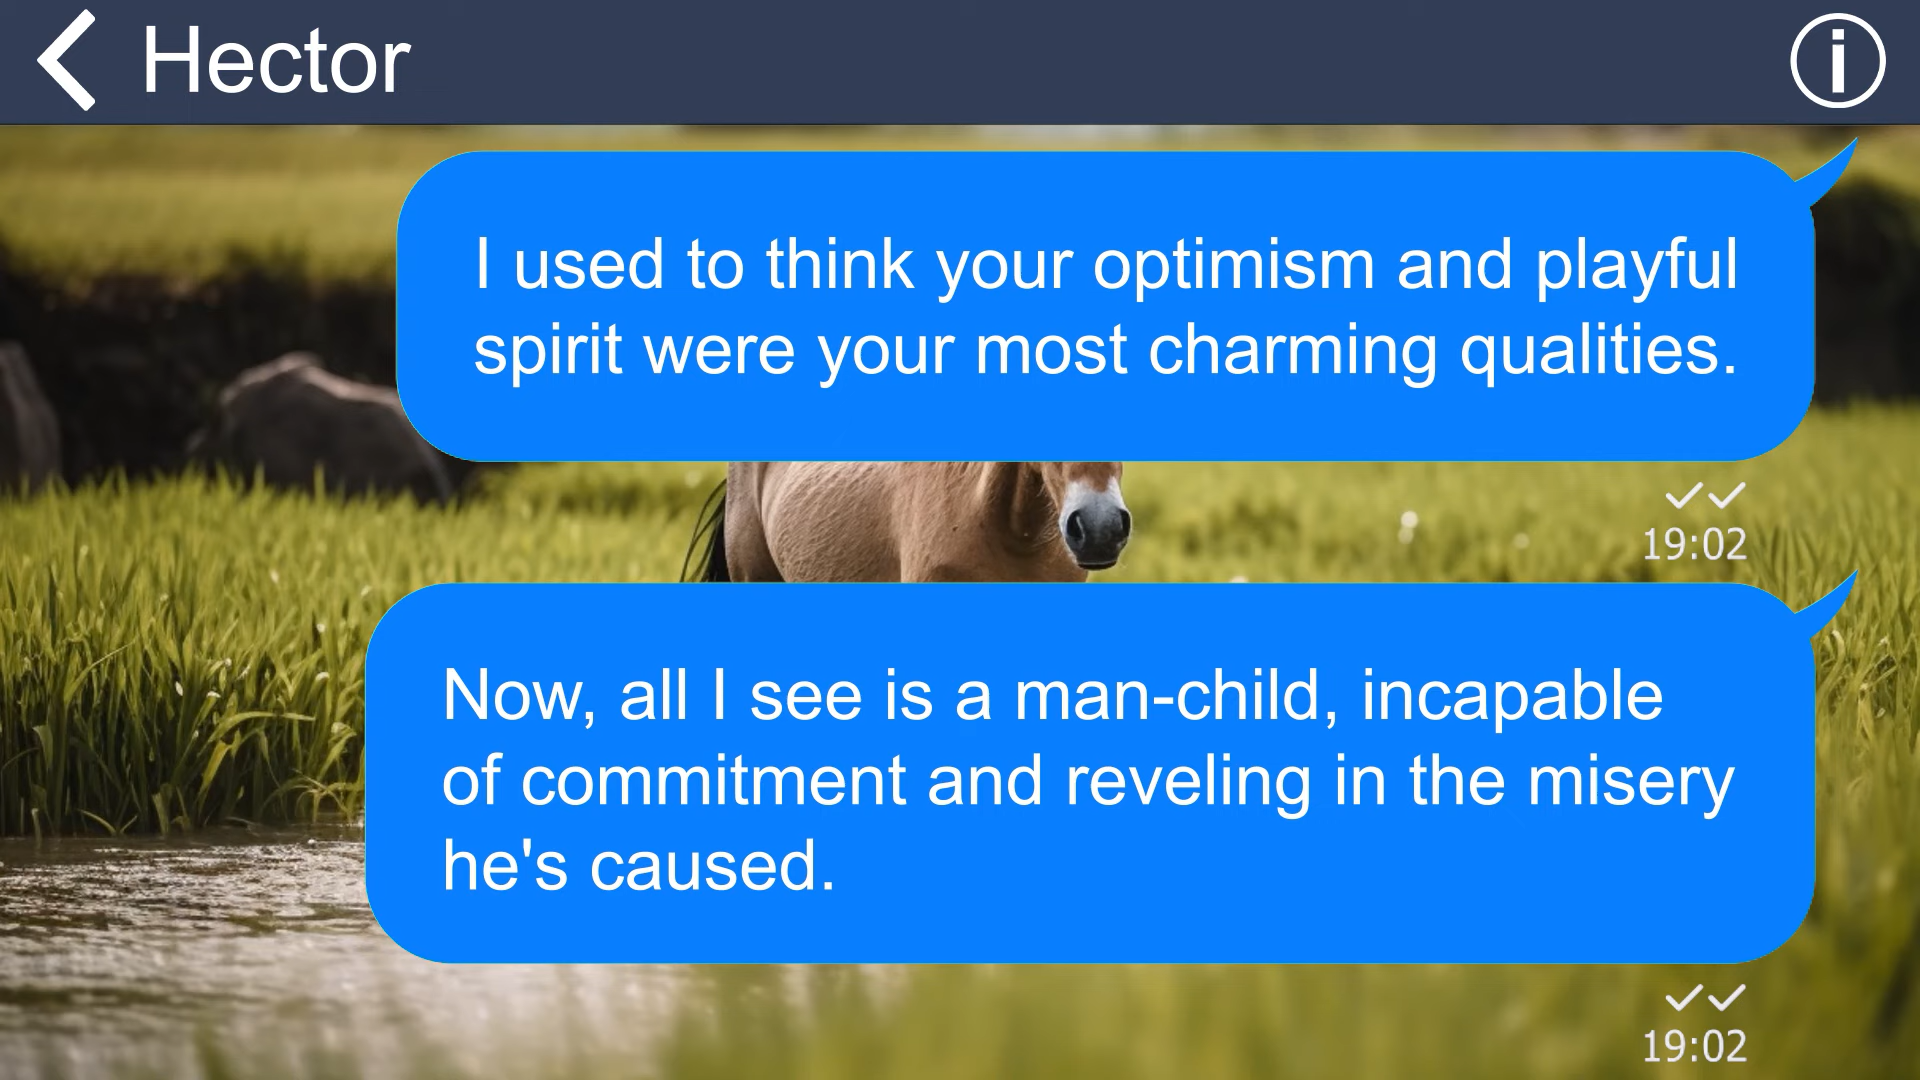 Hector
I used to think your optimism and playful
spirit were your most charming qualities.
19:02
Now, all I see is a man-child, incapable
of commitment and reveling in the misery
he's caused.
19:02